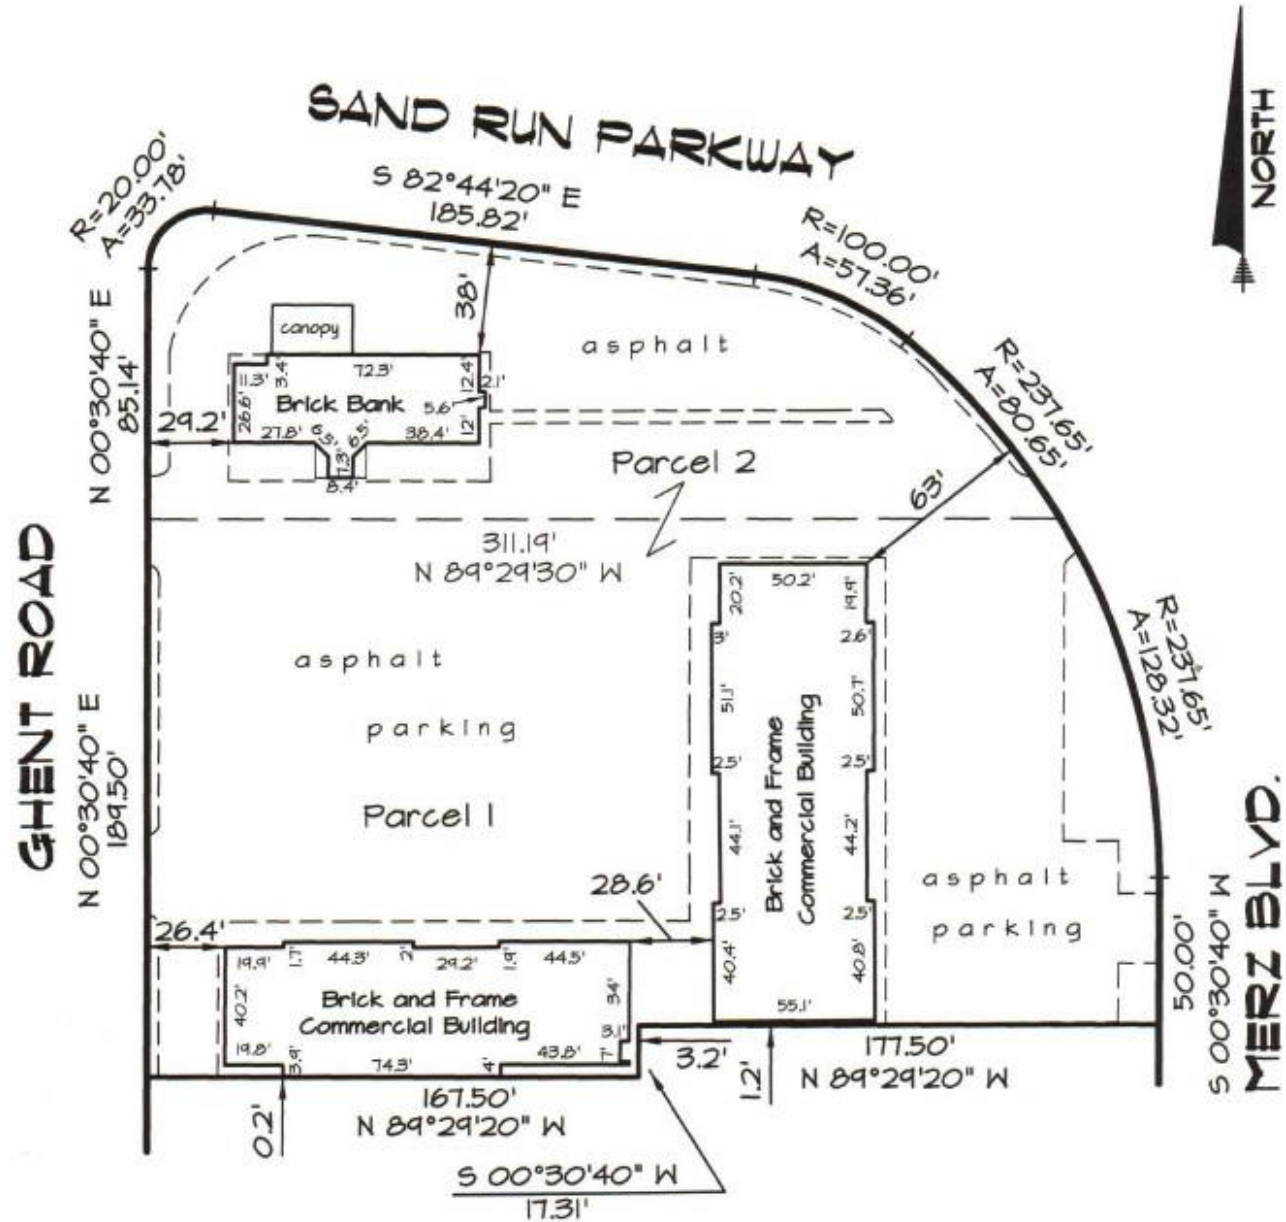 SAND RUN PARKWAY
S 82°44'20" E
185.82'
R=20.00'
A=33.78'
R=100.00'
A=57.36'
NORTH
N 00°30'40" E
85.14'
38'
canopy
asphalt
R=237.65'
A=80.65'
11.3'
3.4'
72.3'
12.4'
2.1'
Brick Bank
5.6'
26.6'
29.2'
27.8'
6.5'
6.5'
38.4'
12'
7.3'
8.4'
Parcel 2
63'
311.19'
N 89°29'30" W
20.2'
50.2'
19.9'
R=237.65'
A=128.32'
GHENT ROAD
N 00°30'40" E
189.50'
asphalt
parking
Parcel 1
3'
2.6'
51.1'
50.7'
2.5'
2.5'
Brick and Frame
Commercial Building
44.1'
44.2'
2.5'
2.5'
40.4'
40.8'
55.1'
asphalt
parking
28.6'
26.4'
19.9'
1.7'
44.3'
2'
29.2'
1.9'
44.5'
40.2'
Brick and Frame
Commercial Building
34'
3.1'
19.8'
3.9'
74.3'
4'
43.8'
7'
50.00'
S 00°30'40" W
MERZ BLVD.
3.2'
1.2'
177.50'
N 89°29'20" W
0.2'
167.50'
N 89°29'20" W
S 00°30'40" W
17.31'